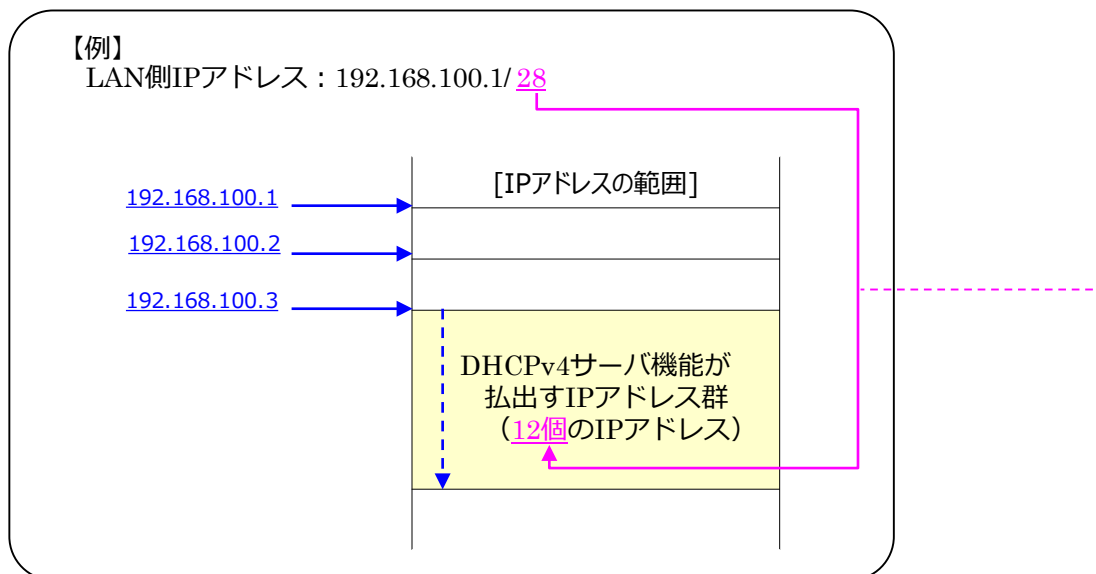 【例】
LAN側IPアドレス：192.168.100.1/28
[IPアドレスの範囲]
192.168.100.1
192.168.100.2
192.168.100.3
DHCPv4サーバ機能が
払出すIPアドレス群
（12個のIPアドレス）